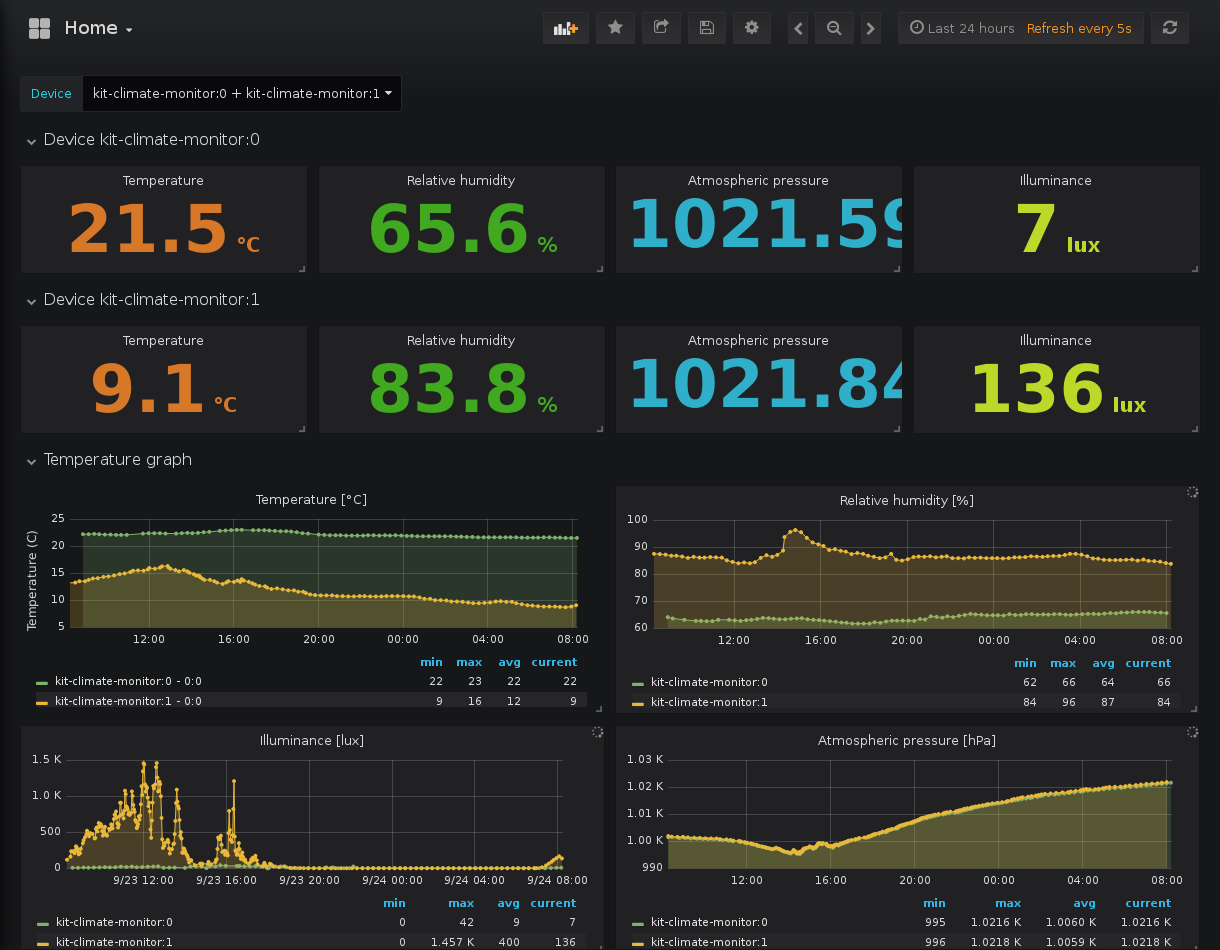 Home
Last 24 hours Refresh every 5s
Device kit-climate-monitor:0 + kit-climate-monitor:1
Device kit-climate-monitor:0
Temperature Relative humidity Atmospheric pressure Illuminance
21.5 °C 65.6 % 1021.59 7 lux
Device kit-climate-monitor:1
Temperature Relative humidity Atmospheric pressure Illuminance
9.1 °C 83.8 % 1021.84 136 lux
Temperature graph
Temperature [°C]
Temperature (C)
25
20
15
10
5
12:00 16:00 20:00 00:00 04:00 08:00
min max avg current
kit-climate-monitor:0 - 0:0 22 23 22 22
kit-climate-monitor:1 - 0:0 9 16 12 9
Relative humidity [%]
100
90
80
70
60
12:00 16:00 20:00 00:00 04:00 08:00
min max avg current
kit-climate-monitor:0 62 66 64 66
kit-climate-monitor:1 84 96 87 84
Illuminance [lux]
1.5 K
1.0 K
500
0
9/23 12:00 9/23 16:00 9/23 20:00 9/24 00:00 9/24 04:00 9/24 08:00
min max avg current
kit-climate-monitor:0 0 42 9 7
kit-climate-monitor:1 0 1.457 K 400 136
Atmospheric pressure [hPa]
1.03 K
1.02 K
1.01 K
1.00 K
990
12:00 16:00 20:00 00:00 04:00 08:00
min max avg current
kit-climate-monitor:0 995 1.0216 K 1.0060 K 1.0216 K
kit-climate-monitor:1 996 1.0218 K 1.0059 K 1.0218 K